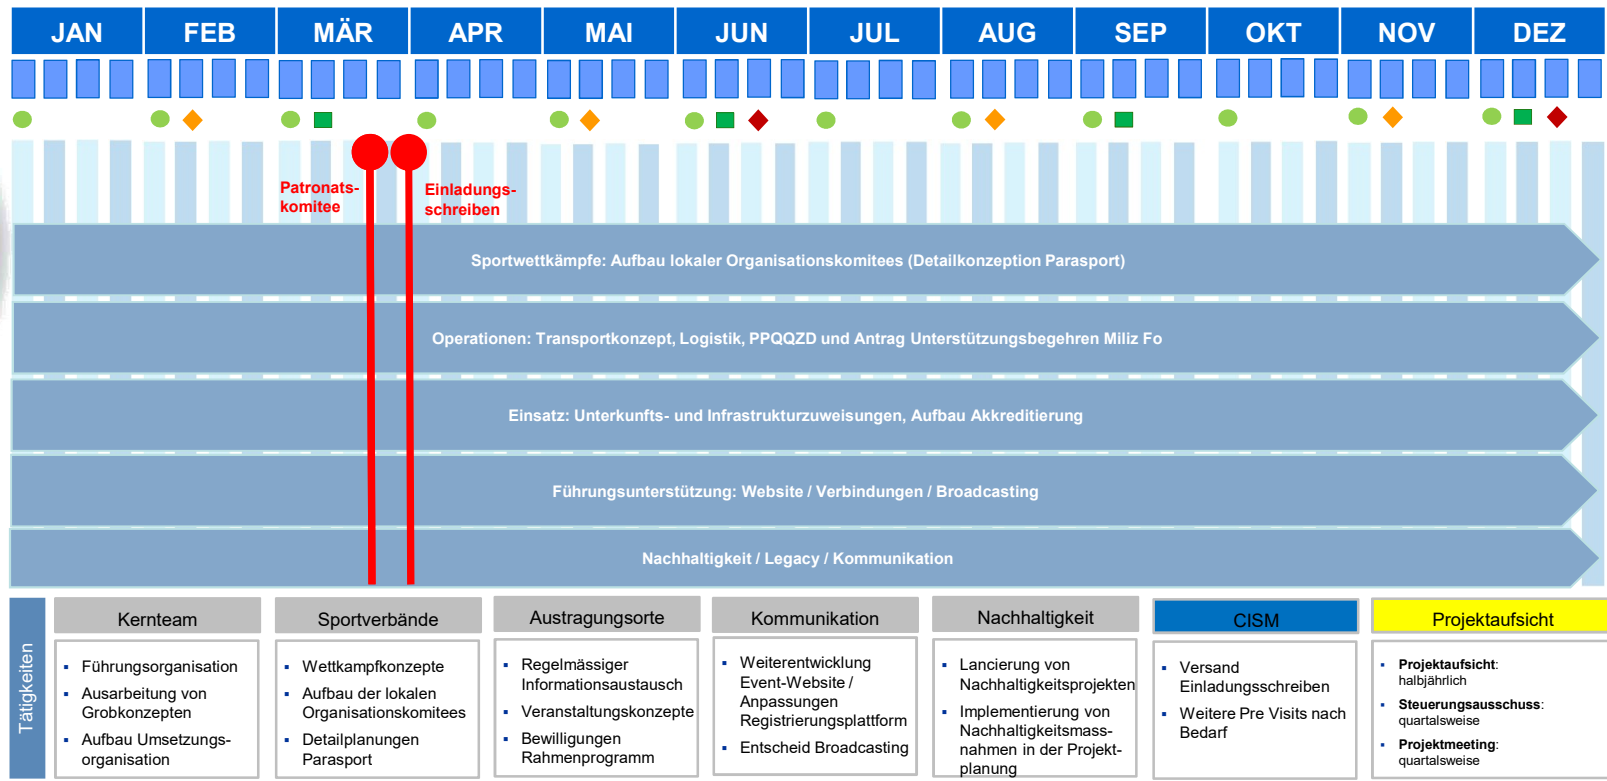 JAN FEB MÄR APR MAI JUN JUL AUG SEP OKT NOV DEZ
Patronats-
komitee
Einladungs-
schreiben
Sportwettkämpfe: Aufbau lokaler Organisationskomitees (Detailkonzeption Parasport)
Operationen: Transportkonzept, Logistik, PPQQZD und Antrag Unterstützungsbegehren Miliz Fo
Einsatz: Unterkunfts- und Infrastrukturzuweisungen, Aufbau Akkreditierung
Führungsunterstützung: Website / Verbindungen / Broadcasting
Nachhaltigkeit / Legacy / Kommunikation
Tätigkeiten
Kernteam
▪ Führungsorganisation
▪ Ausarbeitung von
Grobkonzepten
▪ Aufbau Umsetzungs-
organisation
Sportverbände
▪ Wettkampfkonzepte
▪ Aufbau der lokalen
Organisationskomitees
▪ Detailplanungen
Parasport
Austragungsorte
▪ Regelmässiger
Informationsaustausch
▪ Veranstaltungskonzepte
▪ Bewilligungen
Rahmenprogramm
Kommunikation
▪ Weiterentwicklung
Event-Website /
Anpassungen
Registrierungsplattform
▪ Entscheid Broadcasting
Nachhaltigkeit
▪ Lancierung von
Nachhaltigkeitsprojekten
▪ Implementierung von
Nachhaltigkeitsmass-
nahmen in der Projekt-
planung
CISM
▪ Versand
Einladungsschreiben
▪ Weitere Pre Visits nach
Bedarf
Projektaufsicht
▪ Projektaufsicht:
halbjährlich
▪ Steuerungsausschuss:
quartalsweise
▪ Projektmeeting:
quartalsweise